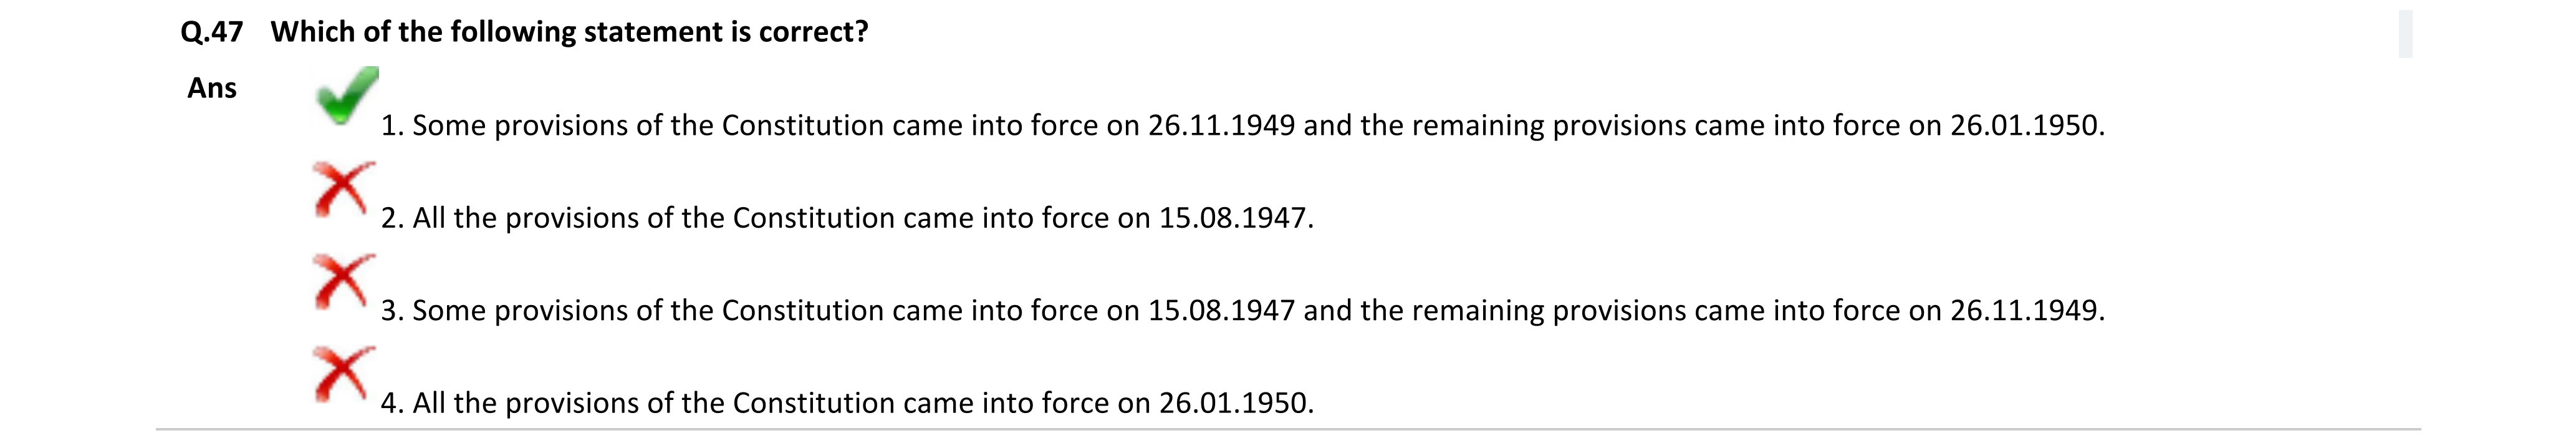 Q.47 Which of the following statement is correct?
Ans
1. Some provisions of the Constitution came into force on 26.11.1949 and the remaining provisions came into force on 26.01.1950.
2. All the provisions of the Constitution came into force on 15.08.1947.
3. Some provisions of the Constitution came into force on 15.08.1947 and the remaining provisions came into force on 26.11.1949.
4. All the provisions of the Constitution came into force on 26.01.1950.